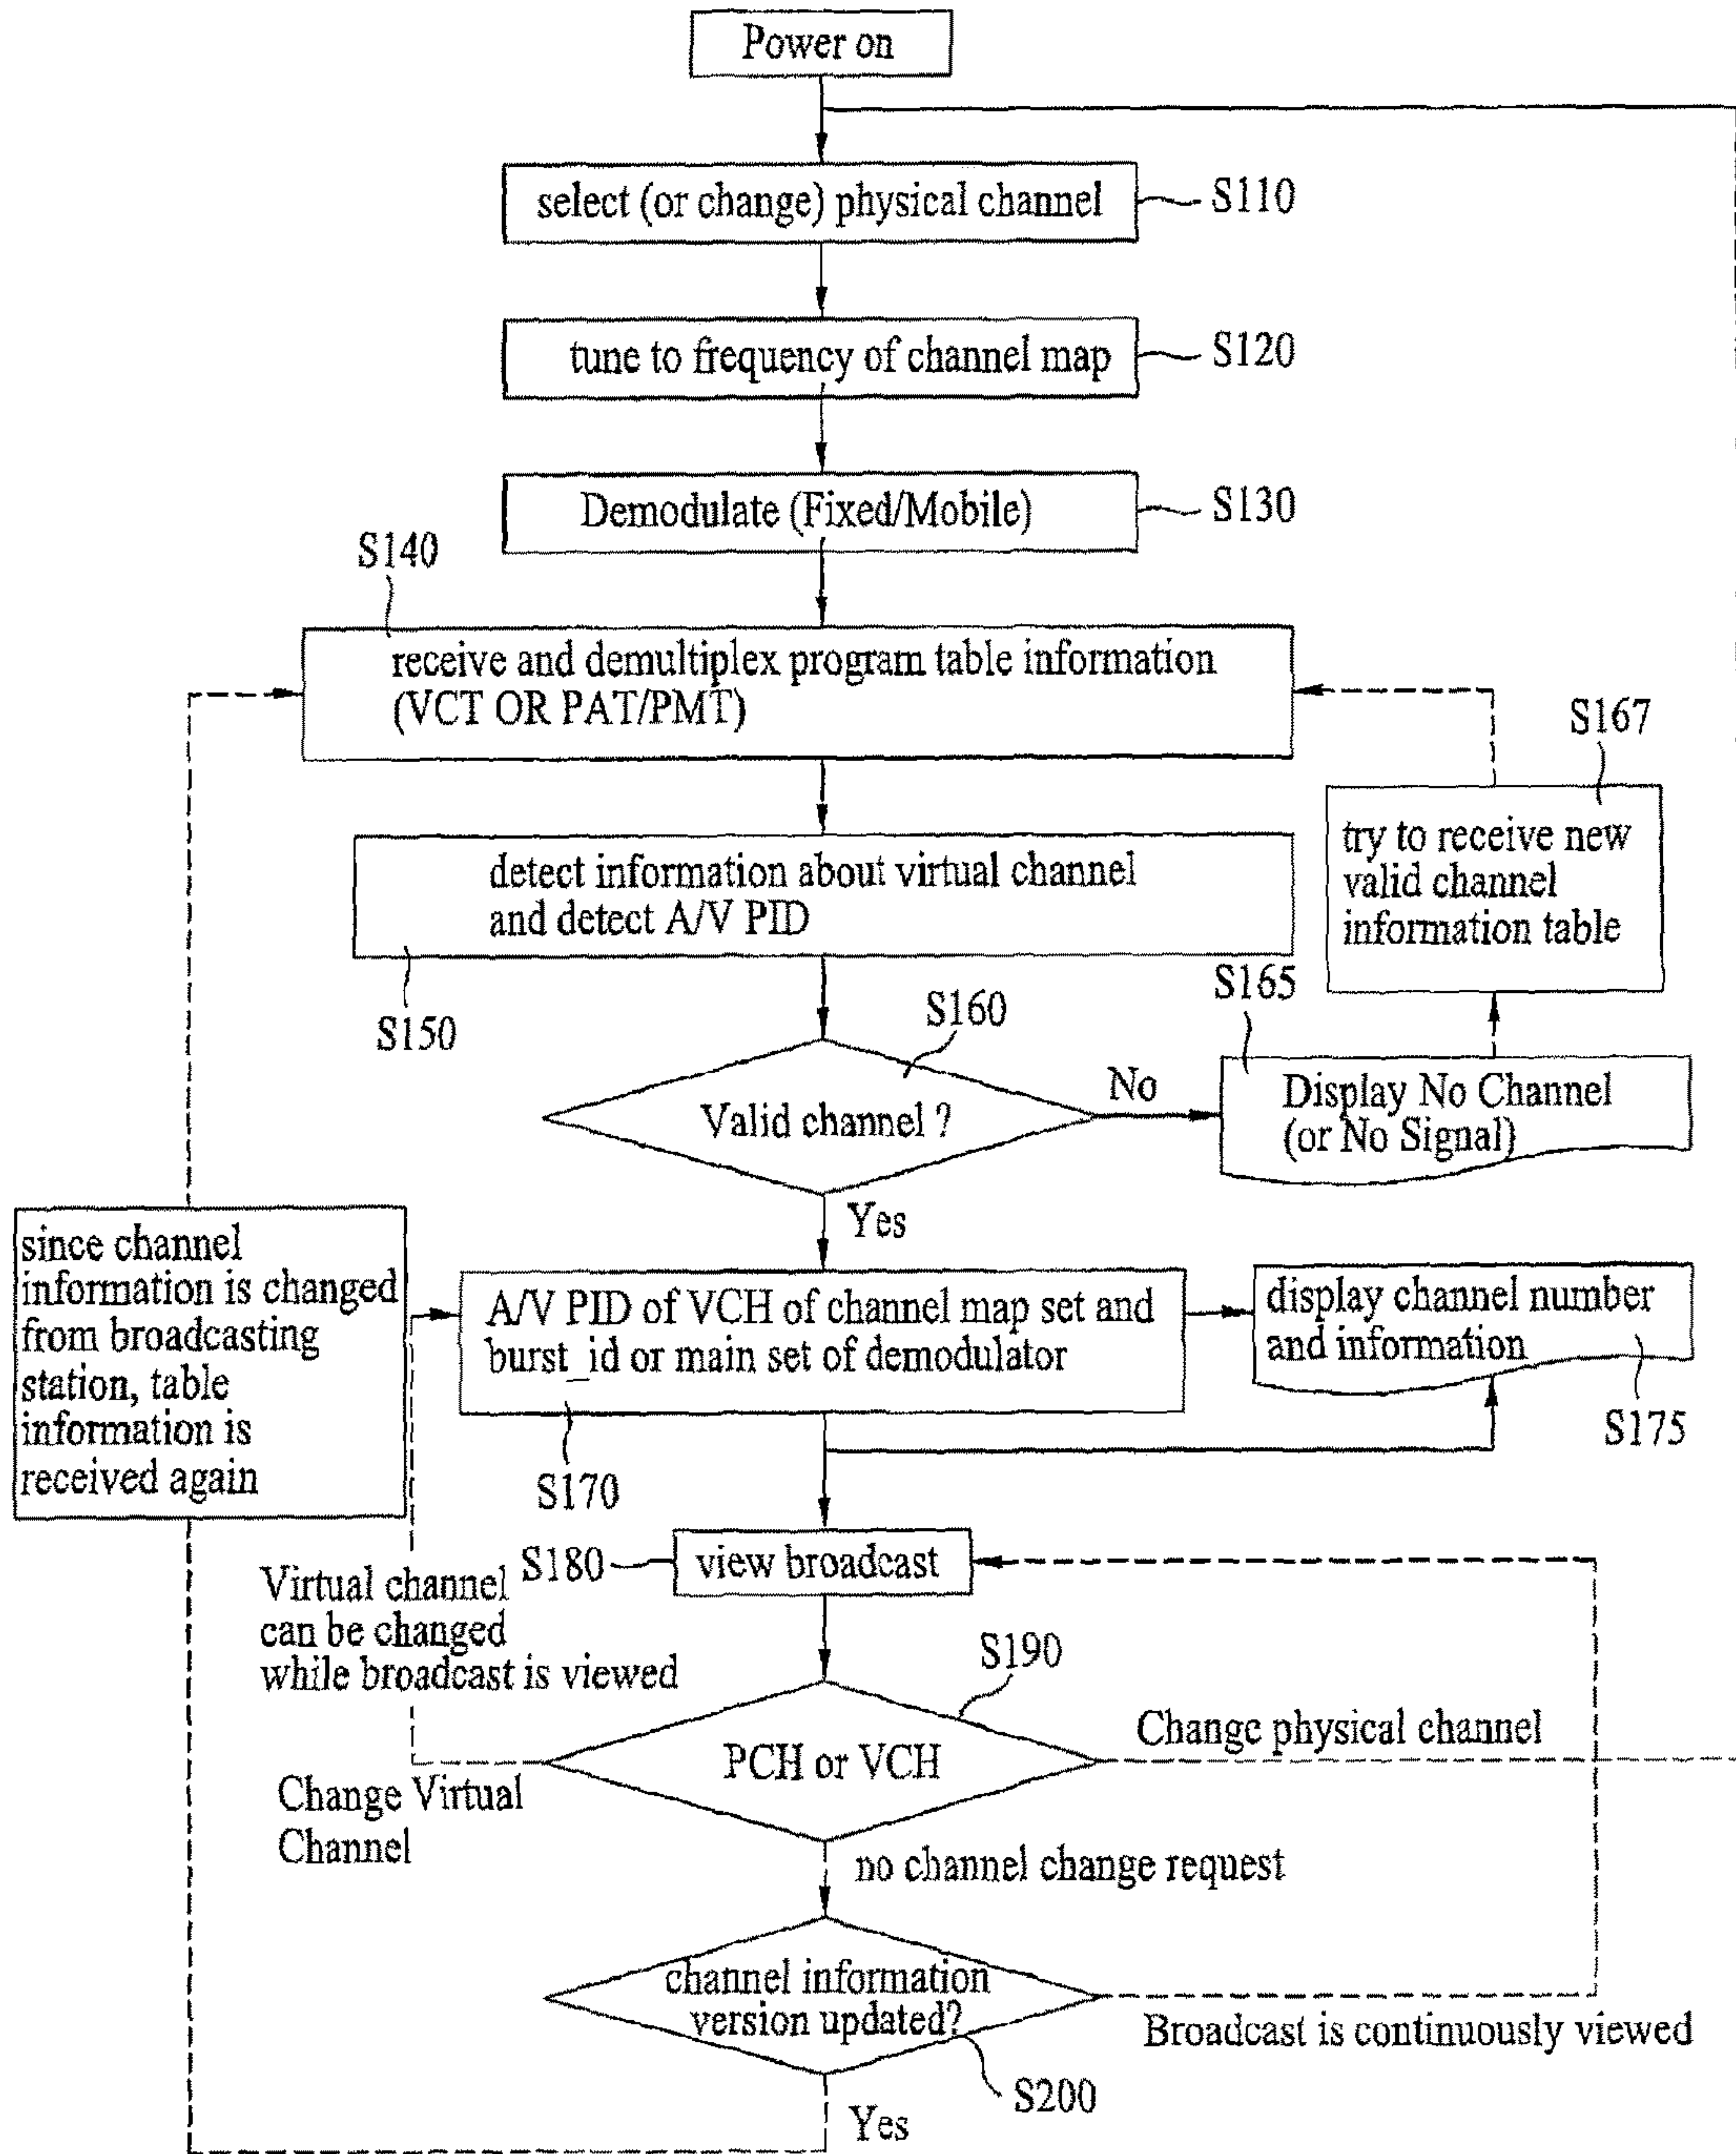 Power on
select (or change) physical channel
S110
tune to frequency of channel map
S120
Demodulate (Fixed/Mobile)
S130
S140
receive and demultiplex program table information
(VCT OR PAT/PMT)
S167
try to receive new
valid channel
information table
detect information about virtual channel
and detect A/V PID
S150
S160
S165
Valid channel ?
No
Display No Channel
(or No Signal)
Yes
since channel
information is changed
from broadcasting
station, table
information is
received again
A/V PID of VCH of channel map set and
burst_id or main set of demodulator
S170
display channel number
and information
S175
S180
view broadcast
Virtual channel
can be changed
while broadcast is viewed
S190
PCH or VCH
Change physical channel
Change Virtual
Channel
no channel change request
channel information
version updated?
Broadcast is continuously viewed
S200
Yes